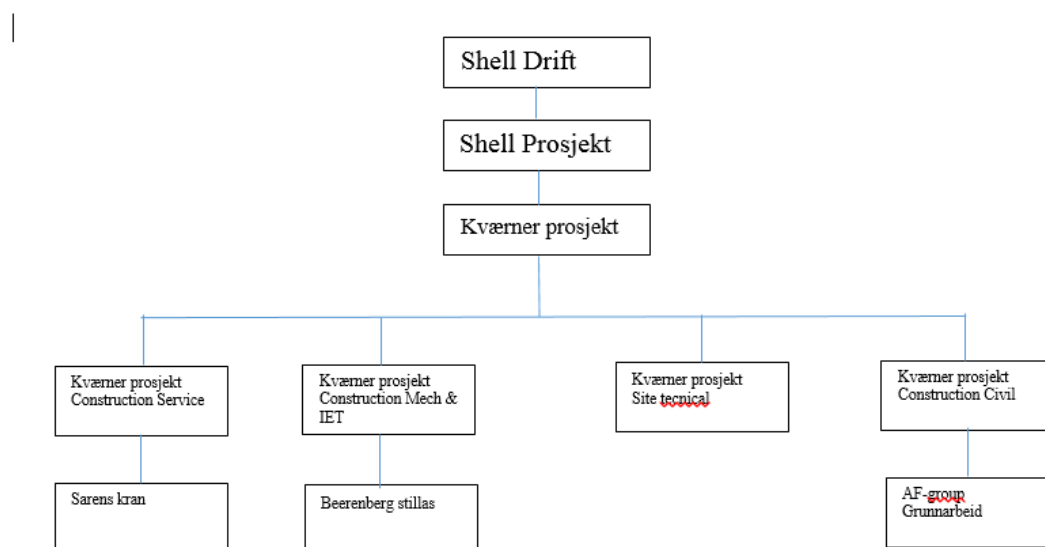 Shell Drift
Shell Prosjekt
Kværner prosjekt
Kværner prosjekt
Construction Service
Kværner prosjekt
Construction Mech &
IET
Kværner prosjekt
Site tecnical
Kværner prosjekt
Construction Civil
Sarens kran
Beerenberg stillas
AF-group
Grunnarbeid